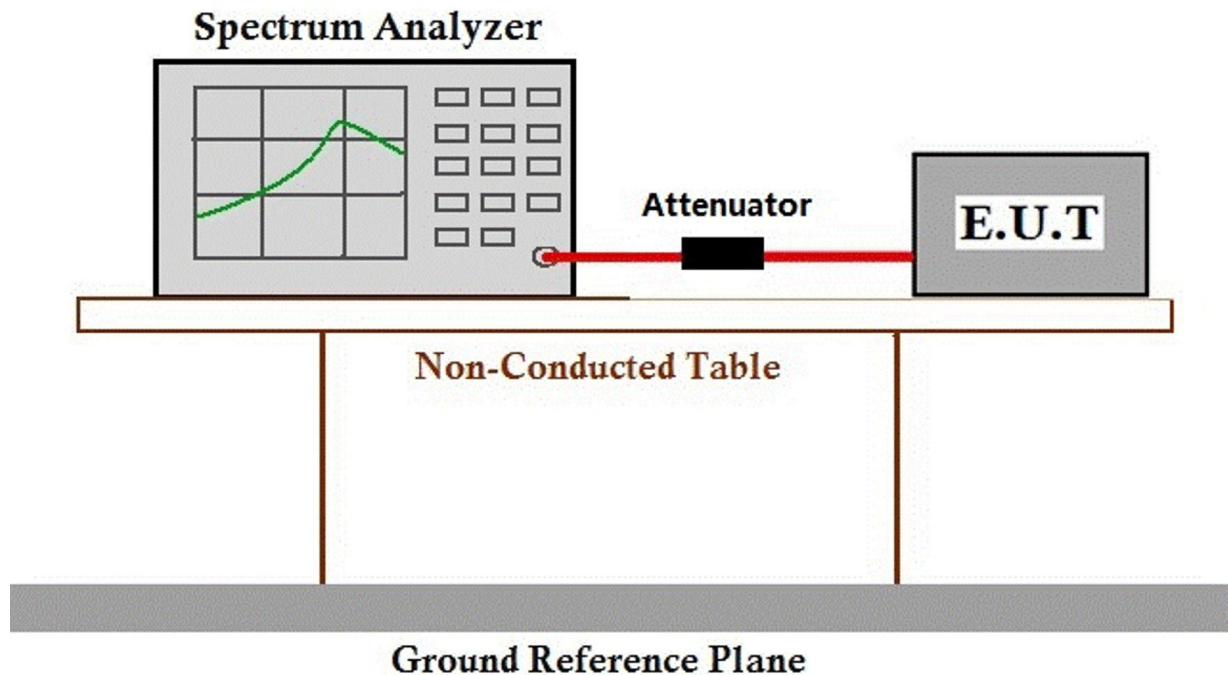 Spectrum Analyzer
Attenuator
E.U.T
Non-Conducted Table
Ground Reference Plane